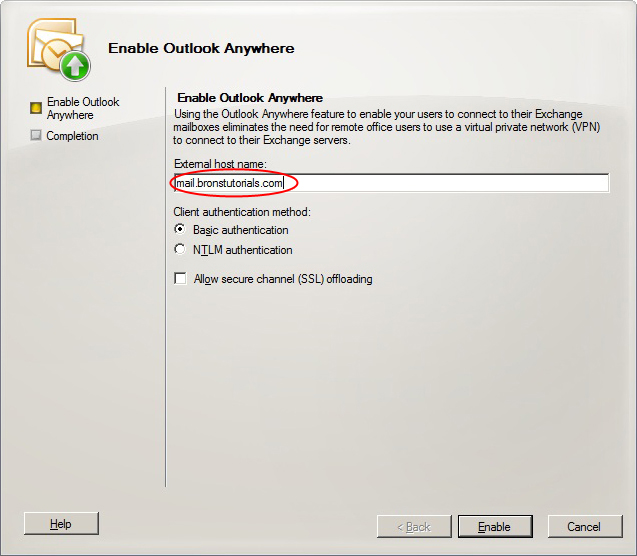 Enable Outlook Anywhere
Enable Outlook
Anywhere
Completion
Enable Outlook Anywhere
Using the Outlook Anywhere feature to enable your users to connect to their Exchange
mailboxes eliminates the need for remote office users to use a virtual private network (VPN)
to connect to their Exchange servers.
External host name:
mail.bronstutorials.com
Client authentication method:
Basic authentication
NTLM authentication
Allow secure channel (SSL) offloading
Help
< Back
Enable
Cancel